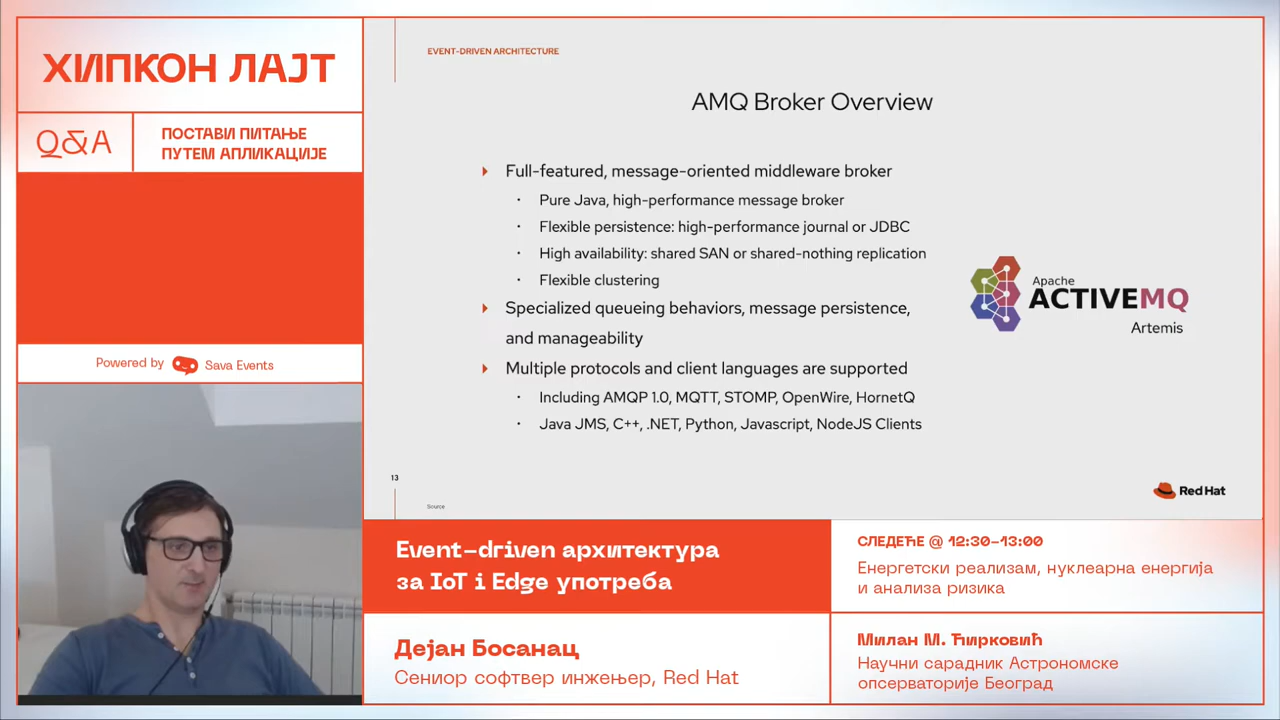 ХИПКОН ЛАЈТ
Q&A
ПОСТАВИ ПИТАЊЕ
ПУТЕМ АПЛИКАЦИЈЕ
Powered by Sava Events
EVENT-DRIVEN ARCHITECTURE
AMQ Broker Overview
Full-featured, message-oriented middleware broker
Pure Java, high-performance message broker
Flexible persistence: high-performance journal or JDBC
High availability: shared SAN or shared-nothing replication
Flexible clustering
Specialized queueing behaviors, message persistence,
and manageability
Multiple protocols and client languages are supported
Including AMQP 1.0, MQTT, STOMP, OpenWire, HornetQ
Java JMS, C++, .NET, Python, Javascript, NodeJS Clients
Apache
ACTIVEMQ
Artemis
13
Source
Red Hat
Event-driven архитектура
за IoT i Edge употреба
Дејан Босанац
Сениор софтвер инжењер, Red Hat
СЛЕДЕЋЕ @ 12:30-13:00
Енергетски реализам, нуклеарна енергија
и анализа ризика
Милан М. Ћирковић
Научни сарадник Астрономске
опсерваторије Београд